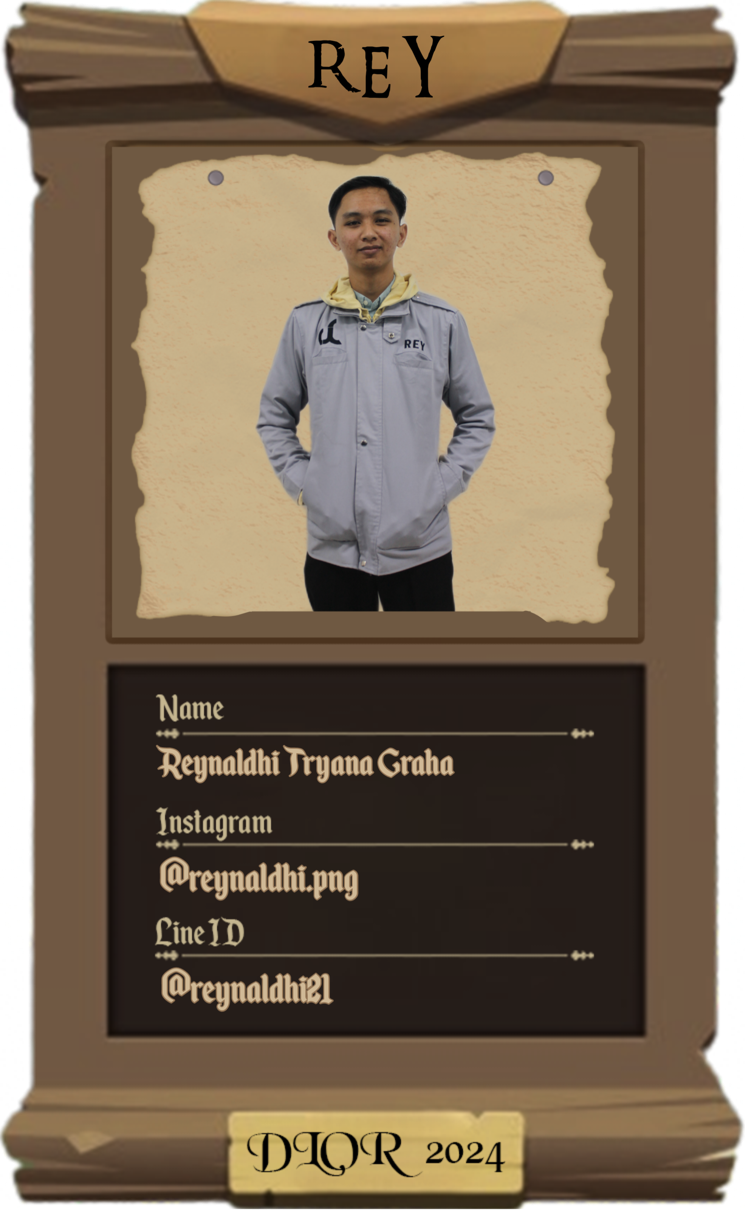 REY
REY
Name
Reynaldhi Tryana Graha
Instagram
@reynaldhi.png
Line ID
@reynaldhi21
DLOR 2024